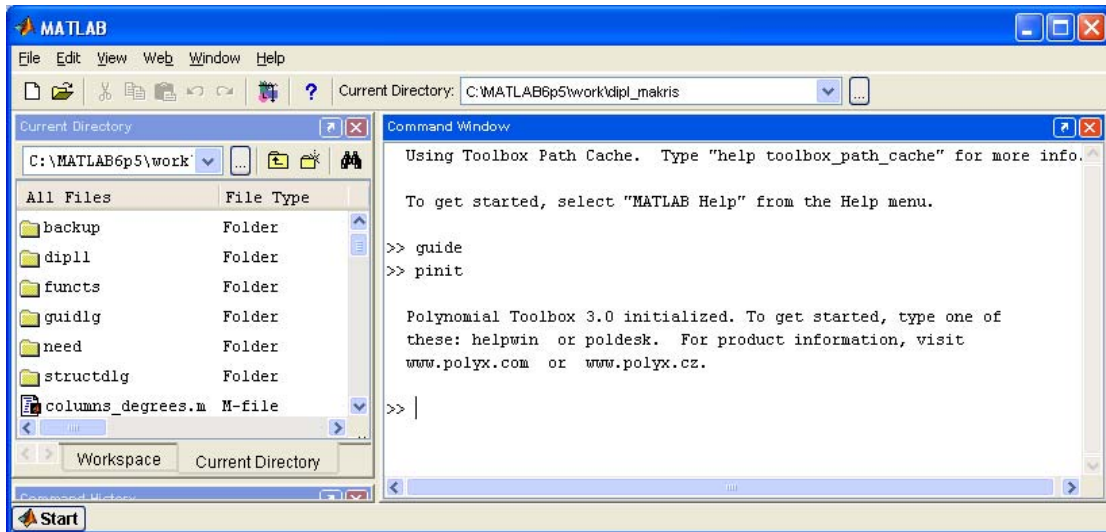 MATLAB
File Edit View Web Window Help
? Current Directory: C:\MATLAB6p5\work\dipl_makris ...
Current Directory
C:\MATLAB6p5\work ...
All Files File Type
backup Folder
dipll Folder
functs Folder
guidlg Folder
need Folder
structdlg Folder
columns_degrees.m M-file
Workspace Current Directory
Command History
Command Window
Using Toolbox Path Cache. Type "help toolbox_path_cache" for more info.
To get started, select "MATLAB Help" from the Help menu.
>> guide
>> pinit
Polynomial Toolbox 3.0 initialized. To get started, type one of
these: helpwin or poldesk. For product information, visit
www.polyx.com or www.polyx.cz.
>>
Start